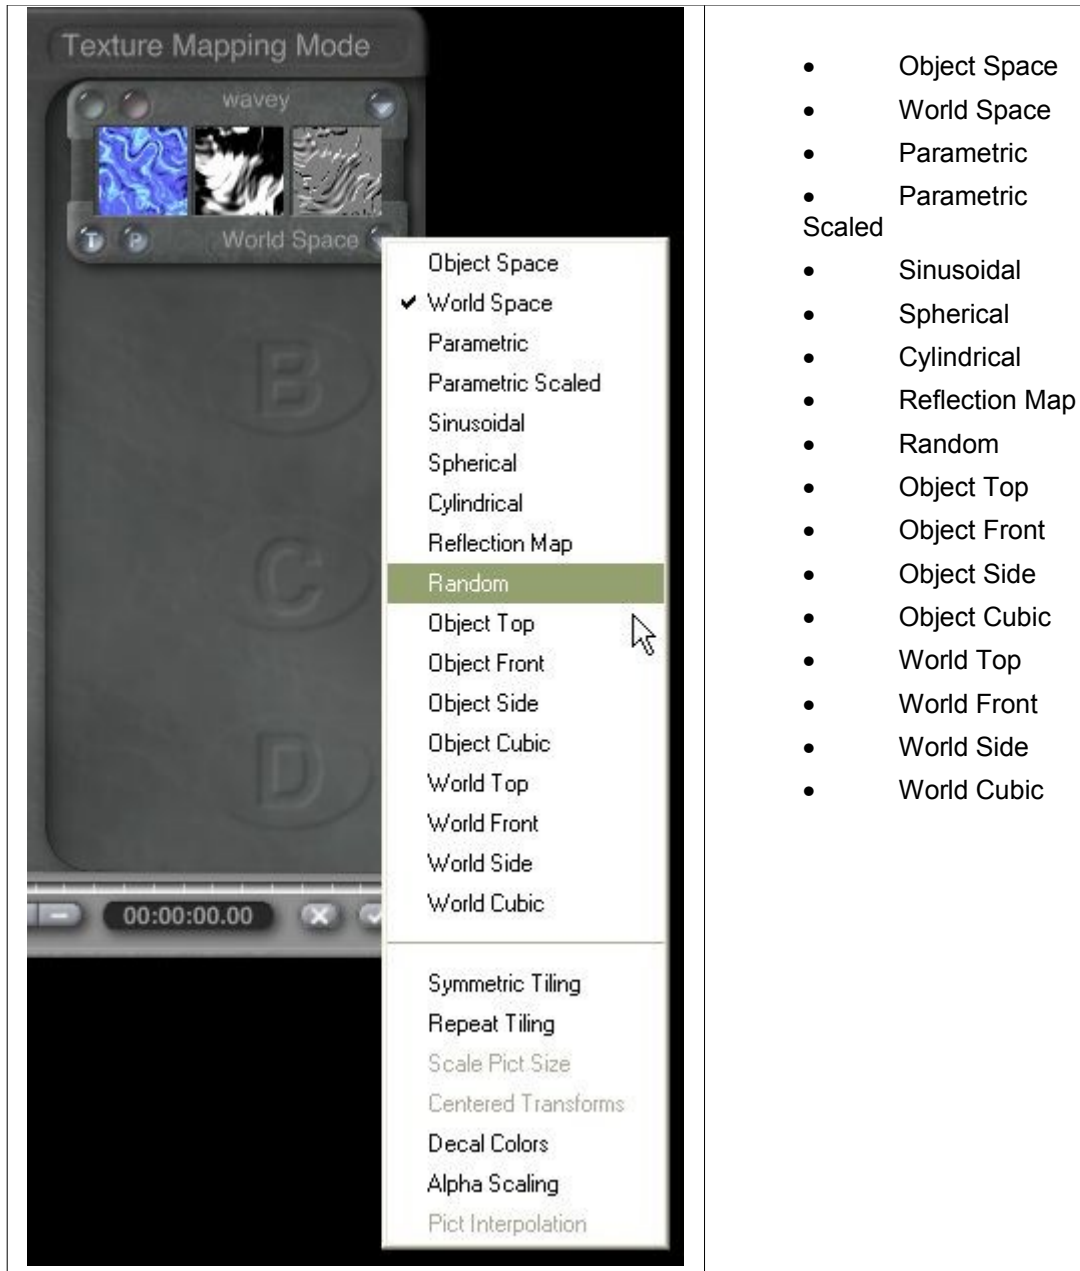 Texture Mapping Mode
wavey
T P World Space
B
C
D
00:00:00.00
Object Space
✔ World Space
Parametric
Parametric Scaled
Sinusoidal
Spherical
Cylindrical
Reflection Map
Random
Object Top
Object Front
Object Side
Object Cubic
World Top
World Front
World Side
World Cubic
Symmetric Tiling
Repeat Tiling
Scale Pict Size
Centered Transforms
Decal Colors
Alpha Scaling
Pict Interpolation
• Object Space
• World Space
• Parametric
• Parametric
Scaled
• Sinusoidal
• Spherical
• Cylindrical
• Reflection Map
• Random
• Object Top
• Object Front
• Object Side
• Object Cubic
• World Top
• World Front
• World Side
• World Cubic